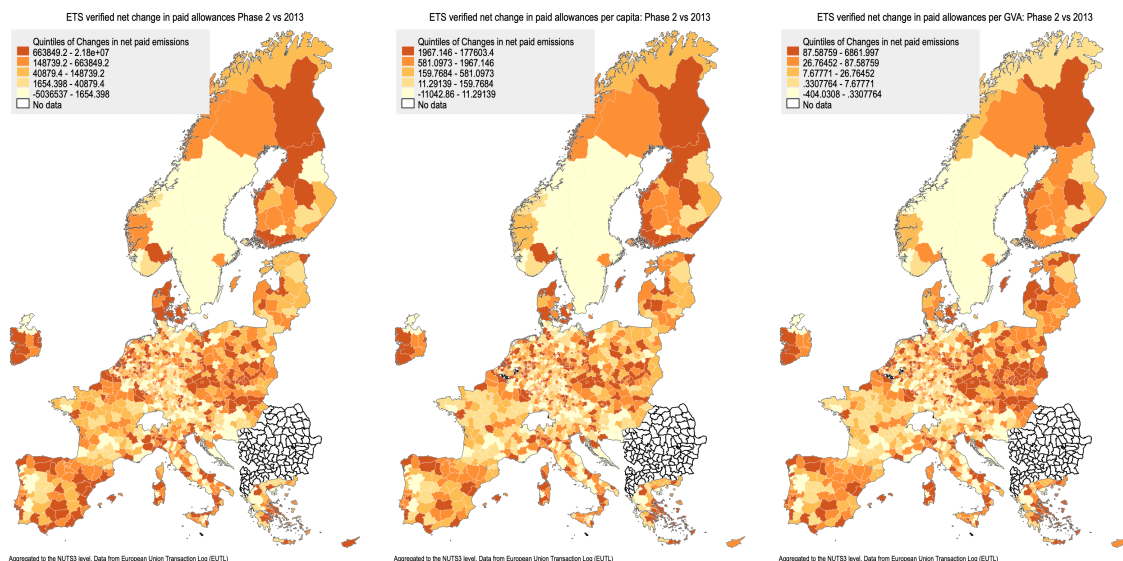 ETS verified net change in paid allowances Phase 2 vs 2013
Quintiles of Changes in net paid emissions
663849.2 - 2.18e+07
148739.2 - 663849.2
40879.4 - 148739.2
1654.398 - 40879.4
-5036537 - 1654.398
No data
Aggregated to the NUTS3 level. Data from European Union Transaction Log (EUTL)
ETS verified net change in paid allowances per capita: Phase 2 vs 2013
Quintiles of Changes in net paid emissions
1967.146 - 177603.4
581.0973 - 1967.146
159.7684 - 581.0973
11.29139 - 159.7684
-11042.86 - 11.29139
No data
Aggregated to the NUTS3 level. Data from European Union Transaction Log (EUTL)
ETS verified net change in paid allowances per GVA: Phase 2 vs 2013
Quintiles of Changes in net paid emissions
87.58759 - 6861.997
26.76452 - 87.58759
7.67771 - 26.76452
.3307764 - 7.67771
-404.0308 - .3307764
No data
Aggregated to the NUTS3 level. Data from European Union Transaction Log (EUTL)